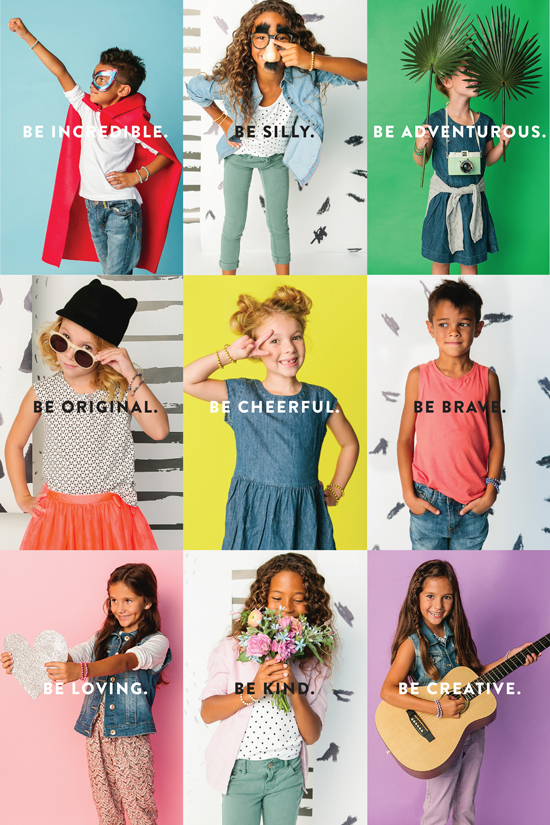 BE INCREDIBLE.
BE SILLY.
BE ADVENTUROUS.
BE ORIGINAL.
BE CHEERFUL.
BE BRAVE.
BE LOVING.
BE KIND.
BE CREATIVE.